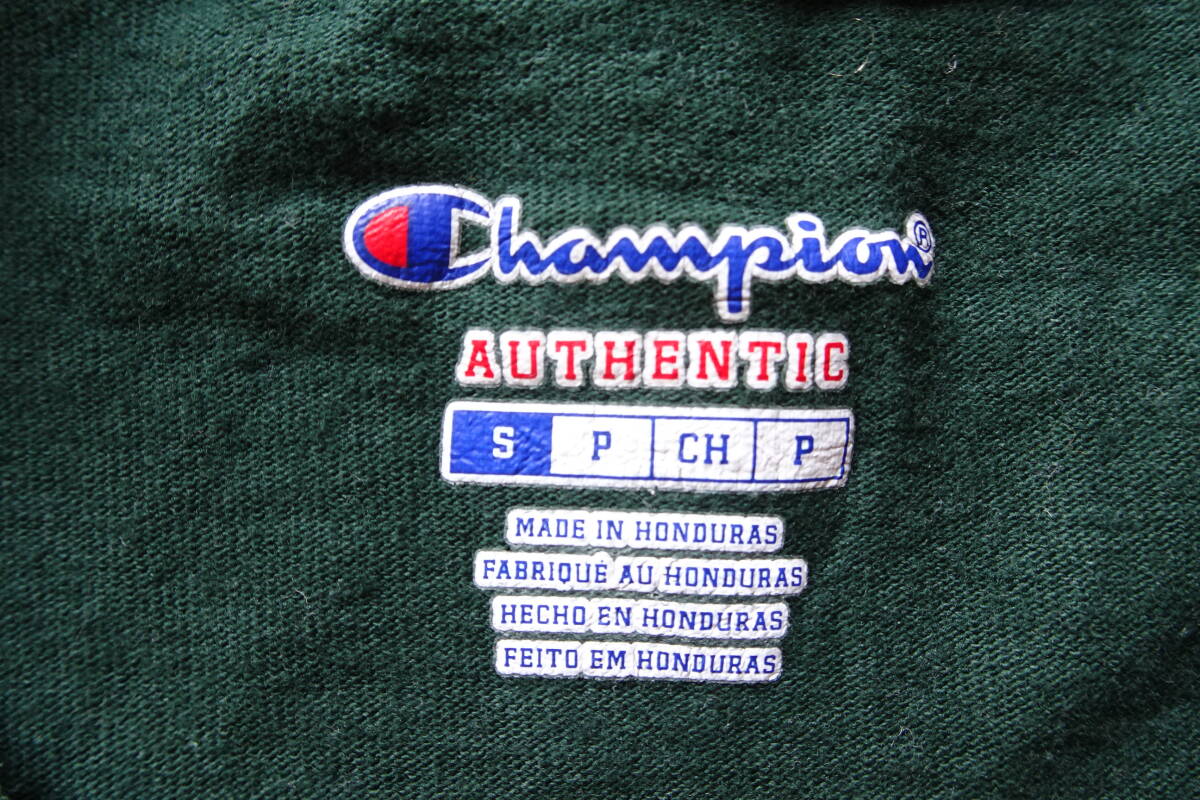 Champion®
AUTHENTIC
S P CH P
MADE IN HONDURAS
FABRIQUÉ AU HONDURAS
HECHO EN HONDURAS
FEITO EM HONDURAS